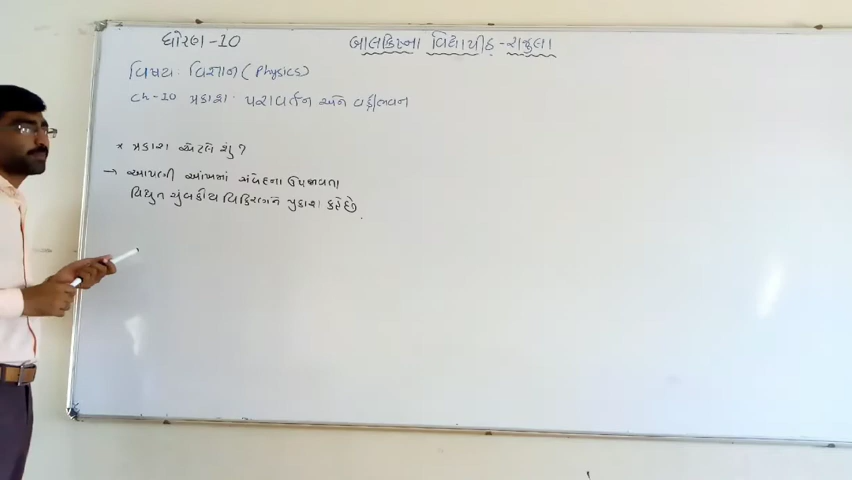 ધોરણ-10
બાલક્રિષ્ના વિદ્યાપીઠ-રાજુલા
વિષય: વિજ્ઞાન (Physics)
Ch-10 પ્રકાશ: પરાવર્તન અને વક્રીભવન
* પ્રકાશ એટલે શું?
→ આપણી આંખમાં સંવેદના ઉપજાવતા
વિદ્યુત ચુંબકીય વિકિરણને પ્રકાશ કહે છે.